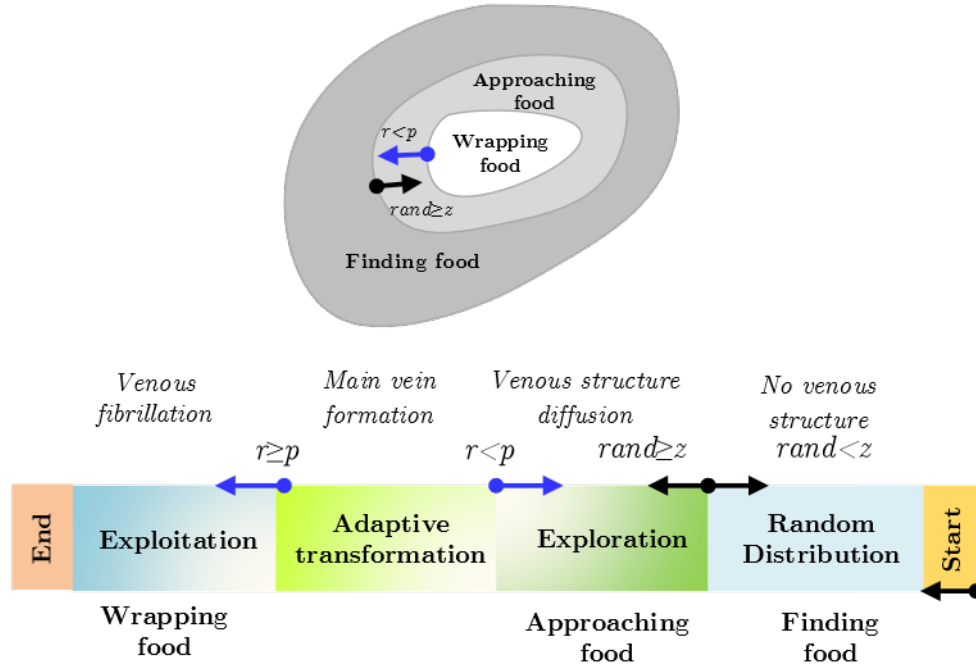 Approaching
food
r<p
Wrapping
food
rand≥z
Finding food
Venous
fibrillation
Main vein
formation
Venous structure
diffusion
No venous
structure
r≥p
r<p
rand≥z
rand<z
End
Exploitation
Adaptive
transformation
Exploration
Random
Distribution
Start
Wrapping
food
Approaching
food
Finding
food